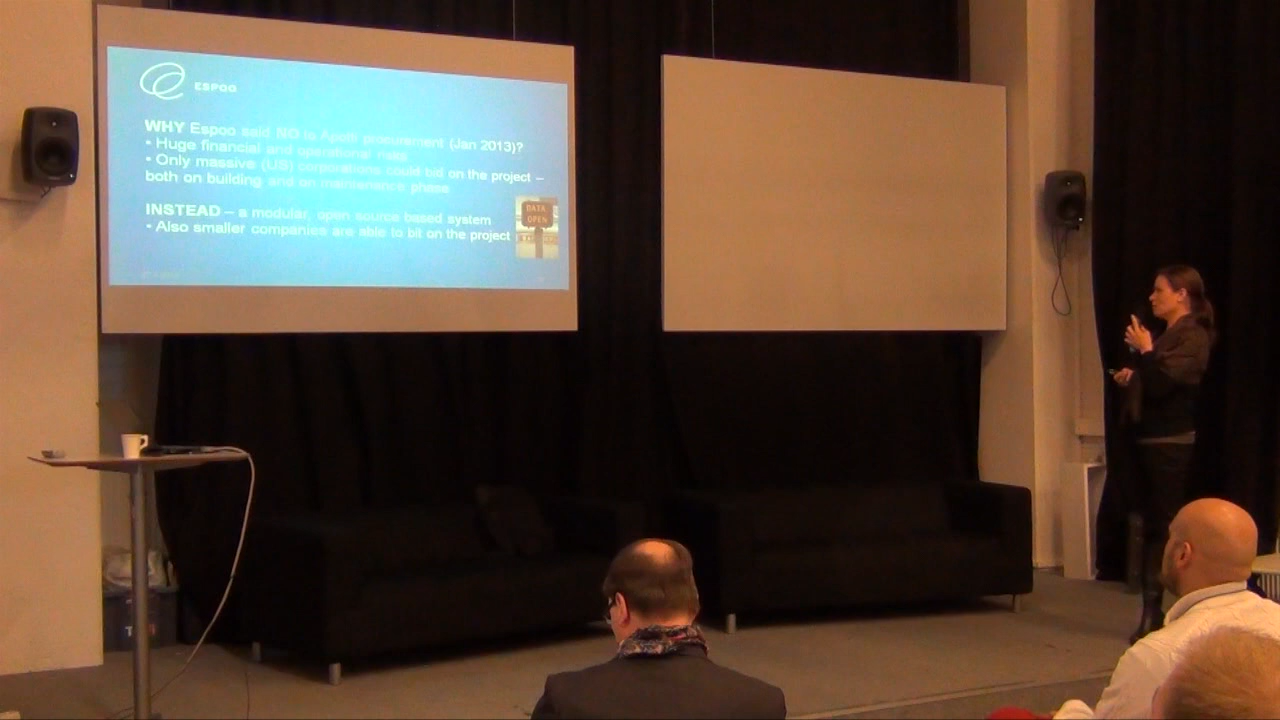 ESPOO
WHY Espoo said NO to Apotti procurement (Jan 2013)?
• Huge financial and operational risks
• Only massive (US) corporations could bid on the project –
both on building and on maintenance phase
INSTEAD – a modular, open source based system
• Also smaller companies are able to bit on the project
DATA
OPEN